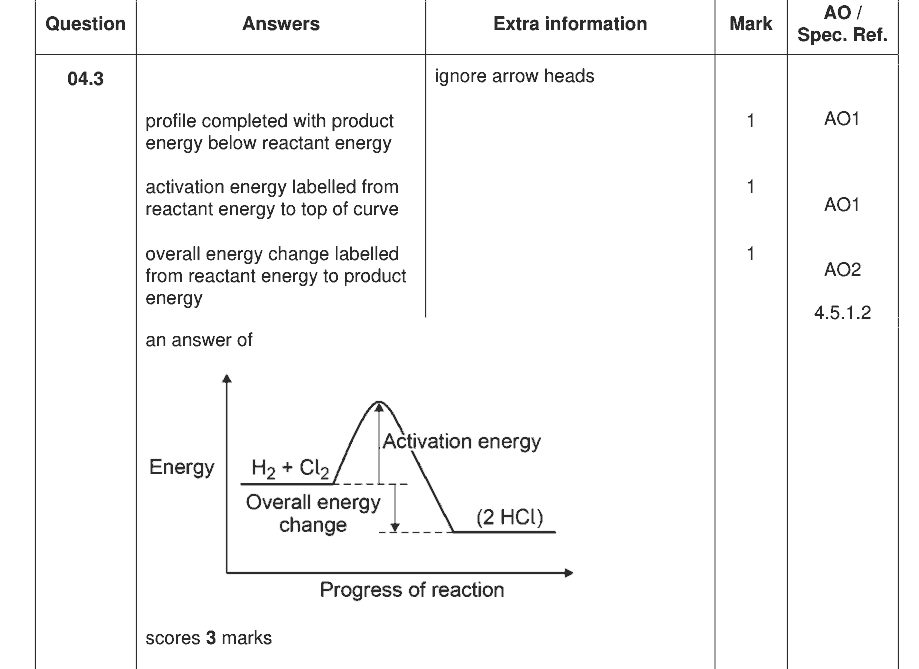 Question Answers Extra information Mark AO /
Spec. Ref.
04.3 ignore arrow heads
profile completed with product 1 AO1
energy below reactant energy
activation energy labelled from 1
reactant energy to top of curve AO1
overall energy change labelled 1
from reactant energy to product AO2
energy
4.5.1.2
an answer of
Activation energy
Energy H₂ + Cl₂
Overall energy
change (2 HCl)
Progress of reaction
scores 3 marks